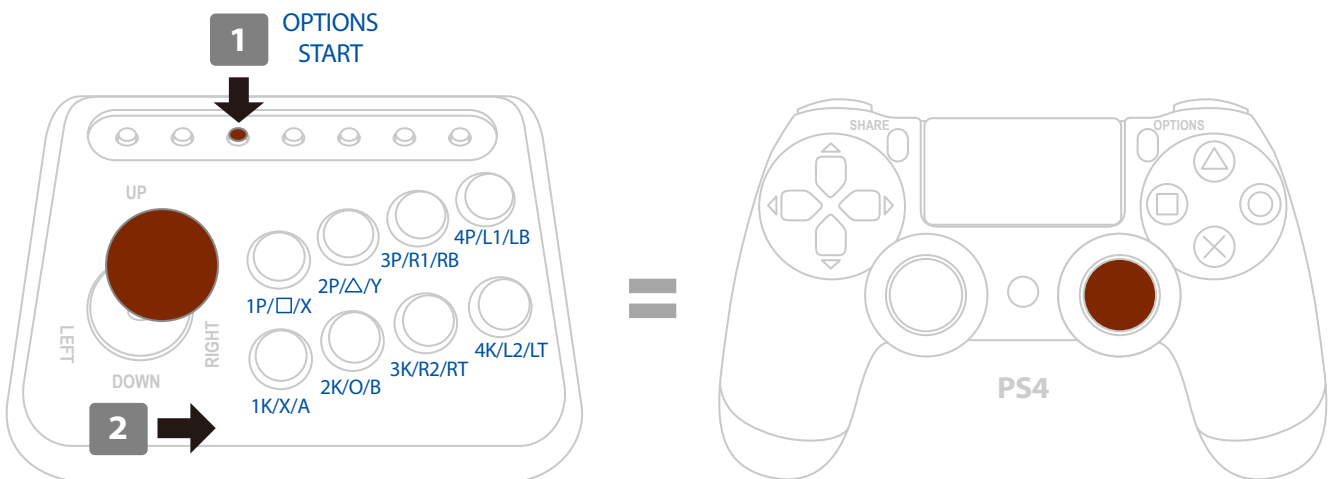 1
OPTIONS
START
UP
LEFT
RIGHT
DOWN
1P/□/X
2P/△/Y
3P/R1/RB
4P/L1/LB
1K/X/A
2K/O/B
3K/R2/RT
4K/L2/LT
2
=
SHARE
OPTIONS
PS4